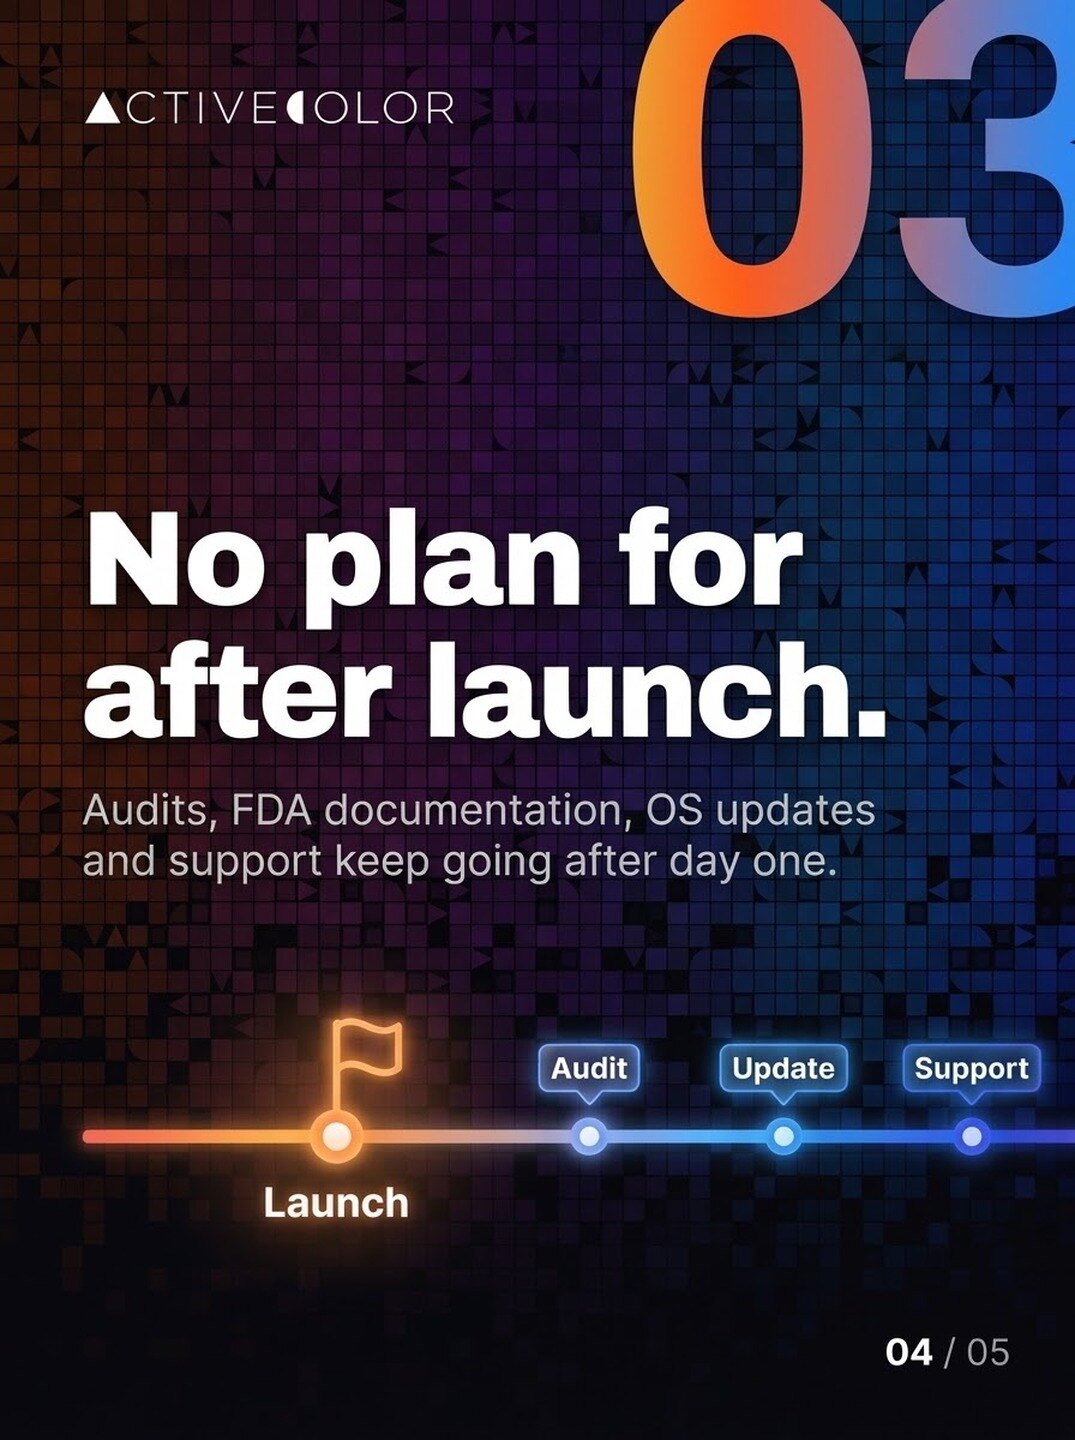 ACTIVECOLOR
03
No plan for
after launch.
Audits, FDA documentation, OS updates
and support keep going after day one.
Audit
Update
Support
Launch
04 / 05